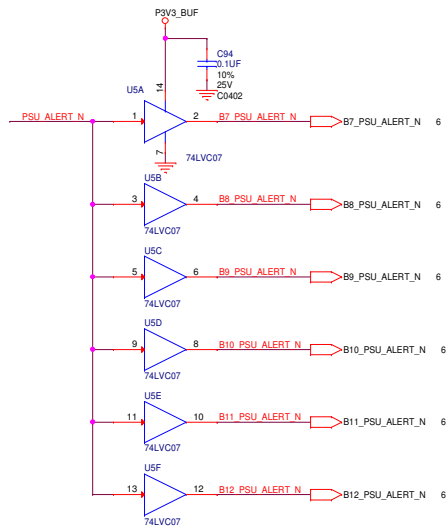 P3V3_BUF
C94
0.1UF
10%
25V
C0402
U5A
14
PSU_ALERT_N
1
2
B7_PSU_ALERT_N
B7_PSU_ALERT_N 6
7
74LVC07
U5B
3
4
B8_PSU_ALERT_N
B8_PSU_ALERT_N 6
74LVC07
U5C
5
6
B9_PSU_ALERT_N
B9_PSU_ALERT_N 6
74LVC07
U5D
9
8
B10_PSU_ALERT_N
B10_PSU_ALERT_N 6
74LVC07
U5E
11
10
B11_PSU_ALERT_N
B11_PSU_ALERT_N 6
74LVC07
U5F
13
12
B12_PSU_ALERT_N
B12_PSU_ALERT_N 6
74LVC07